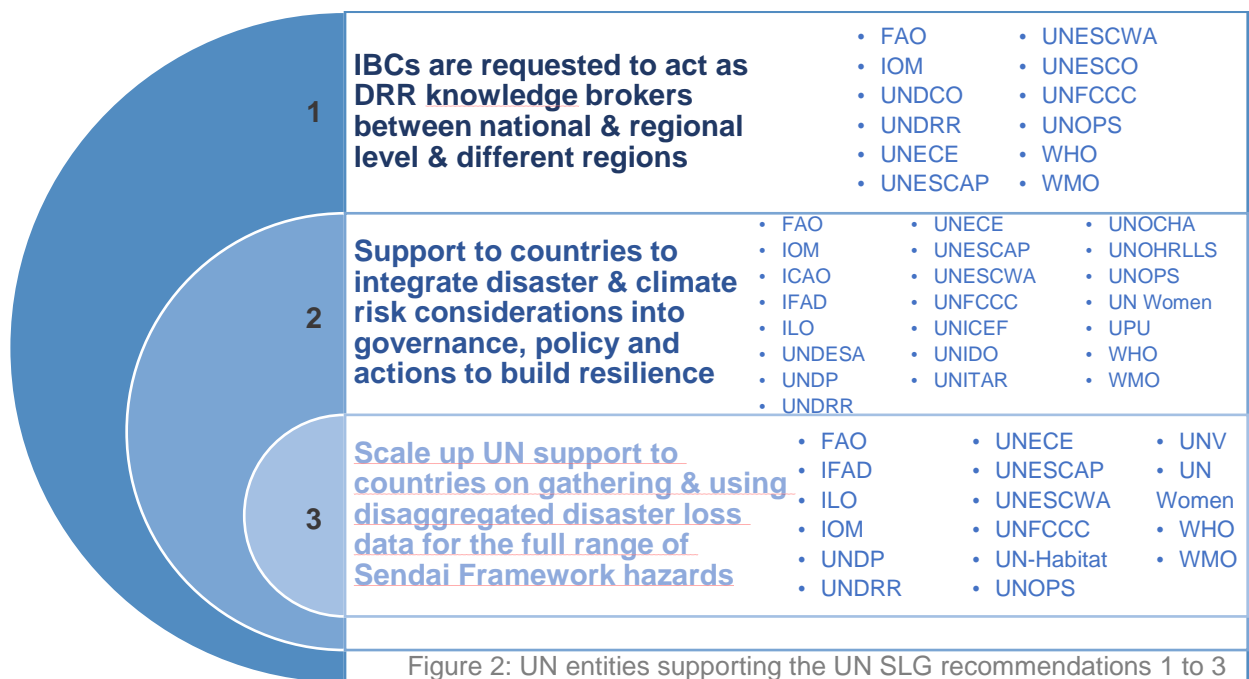 1
IBCs are requested to act as
DRR knowledge brokers
between national & regional
level & different regions
• FAO
• IOM
• UNDCO
• UNDRR
• UNECE
• UNESCAP
• UNESCWA
• UNESCO
• UNFCCC
• UNOPS
• WHO
• WMO
2
Support to countries to
integrate disaster & climate
risk considerations into
governance, policy and
actions to build resilience
• FAO
• IOM
• ICAO
• IFAD
• ILO
• UNDESA
• UNDP
• UNDRR
• UNECE
• UNESCAP
• UNESCWA
• UNFCCC
• UNICEF
• UNIDO
• UNITAR
• UNOCHA
• UNOHRLLS
• UNOPS
• UN Women
• UPU
• WHO
• WMO
3
Scale up UN support to
countries on gathering & using
disaggregated disaster loss
data for the full range of
Sendai Framework hazards
• FAO
• IFAD
• ILO
• IOM
• UNDP
• UNDRR
• UNECE
• UNESCAP
• UNESCWA
• UNFCCC
• UN-Habitat
• UNOPS
• UNV
• UN
Women
• WHO
• WMO
Figure 2: UN entities supporting the UN SLG recommendations 1 to 3